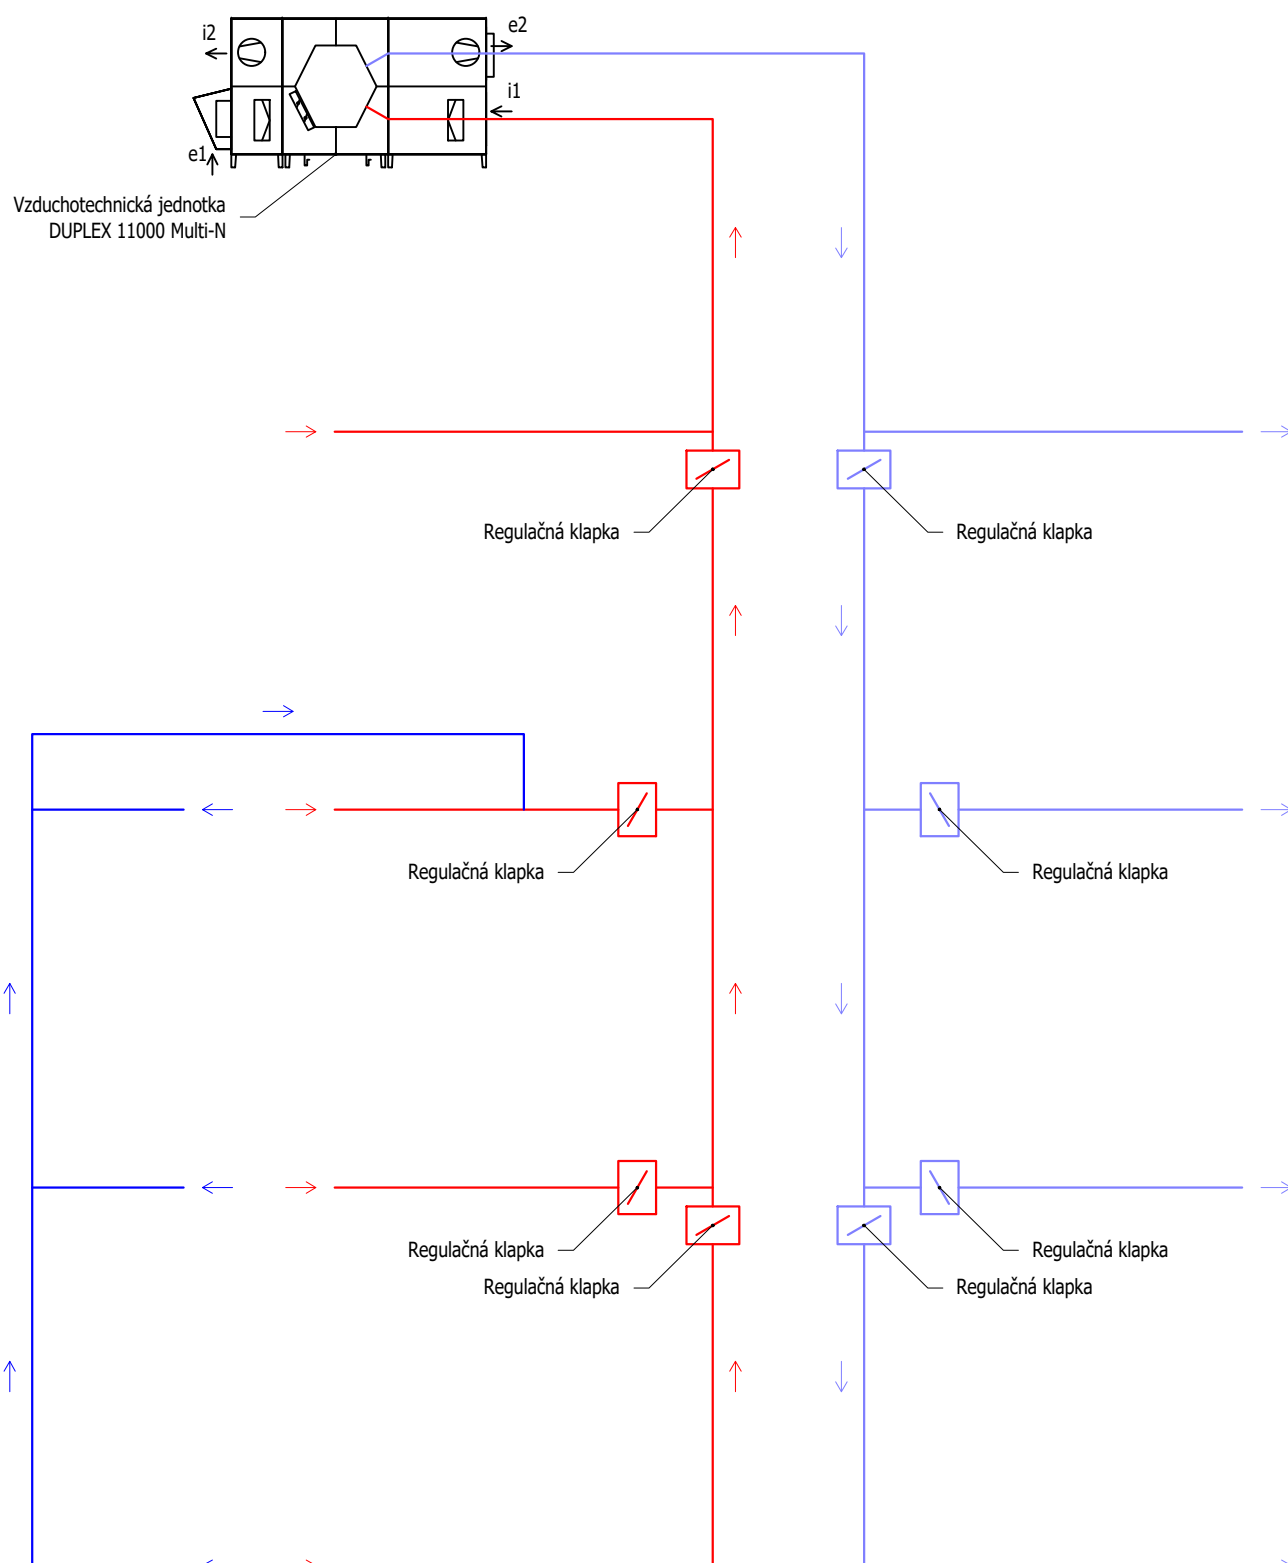 i2
e2
i1
e1
Vzduchotechnická jednotka
DUPLEX 11000 Multi-N
Regulačná klapka
Regulačná klapka
Regulačná klapka
Regulačná klapka
Regulačná klapka
Regulačná klapka
Regulačná klapka
Regulačná klapka